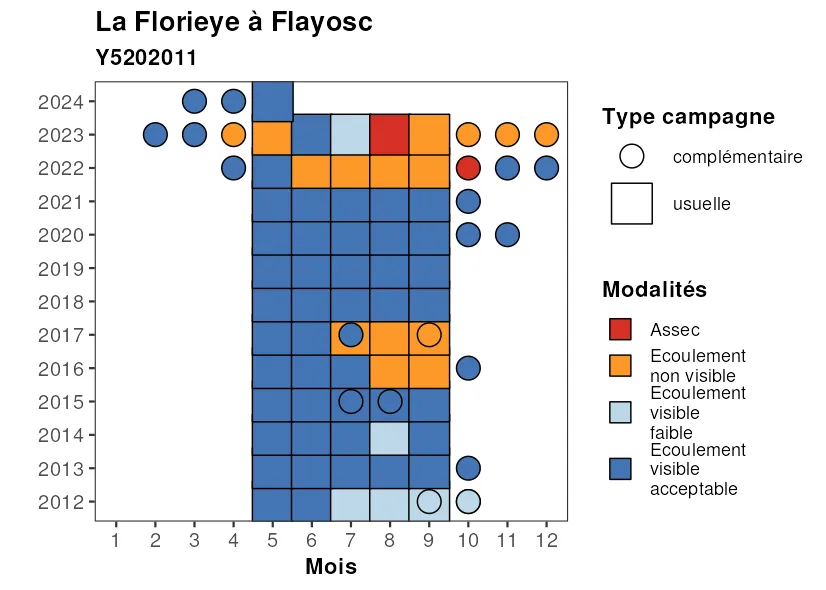 La Florieye à Flayosc
Y5202011
2024
2023
2022
2021
2020
2019
2018
2017
2016
2015
2014
2013
2012
1 2 3 4 5 6 7 8 9 10 11 12
Mois
Type campagne
complémentaire
usuelle
Modalités
Assec
Ecoulement
non visible
Ecoulement
visible
faible
Ecoulement
visible
acceptable